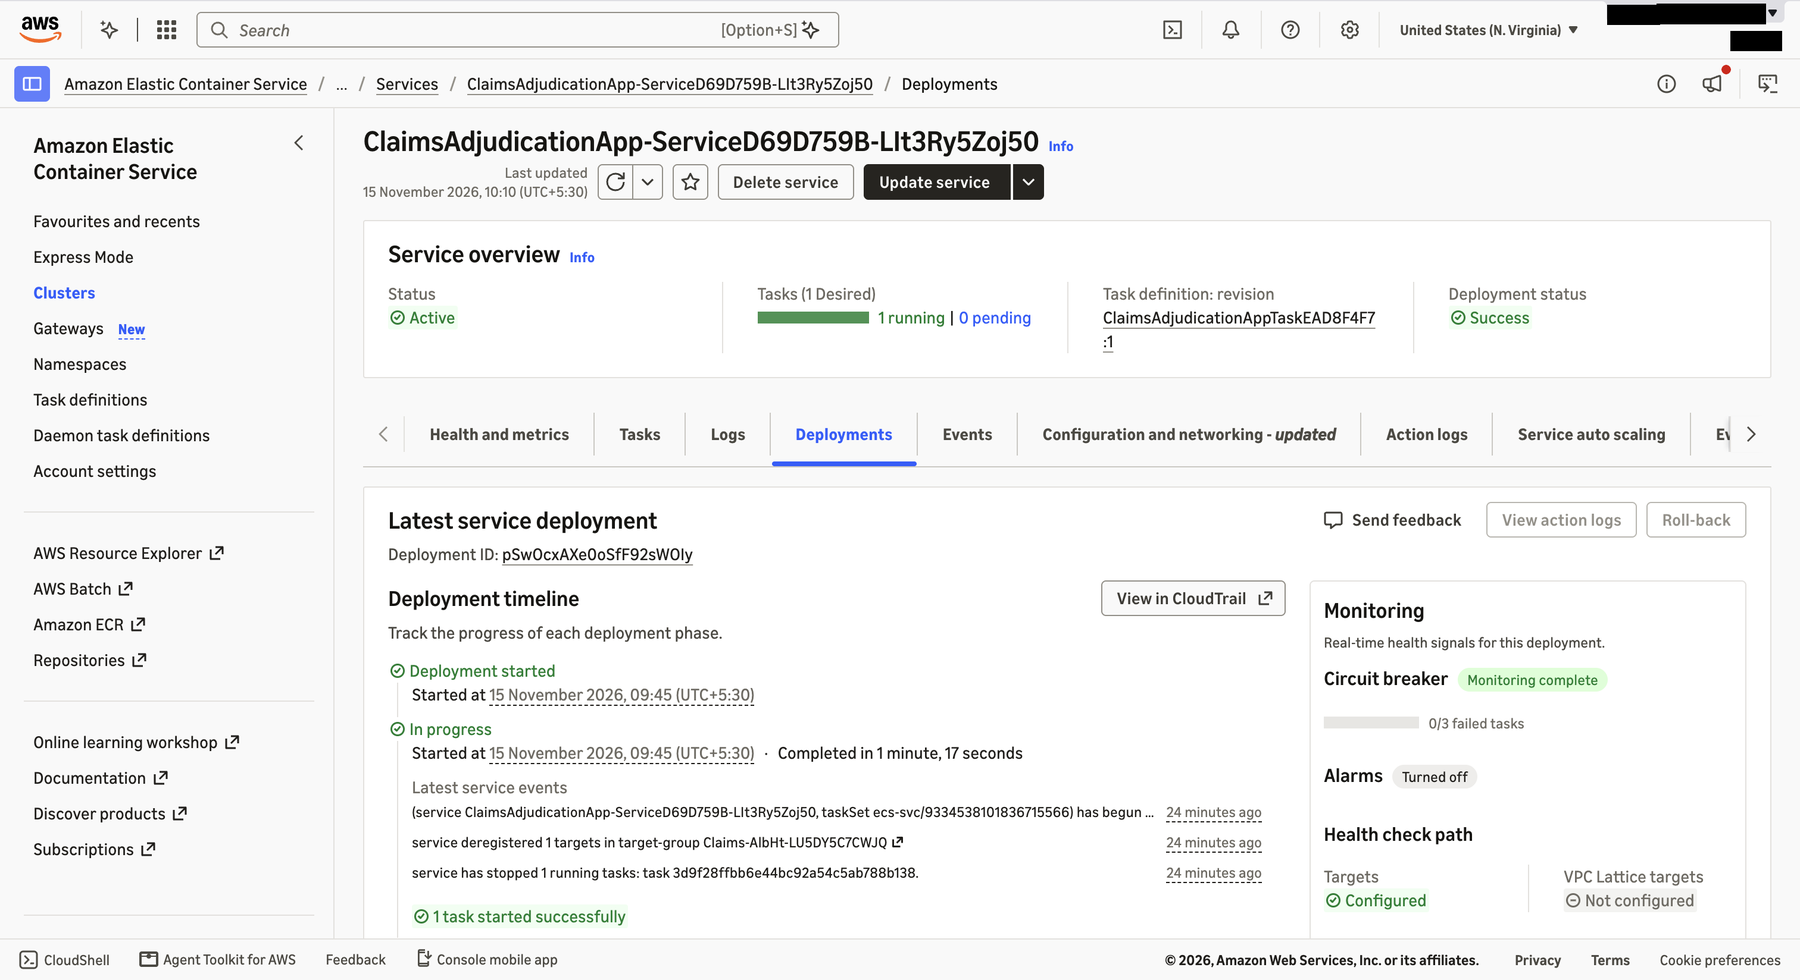 aws
Search [Option+S]
United States (N. Virginia)
Amazon Elastic Container Service / ... / Services / ClaimsAdjudicationApp-ServiceD69D759B-LIt3Ry5Zoj50 / Deployments
Amazon Elastic
Container Service
Favourites and recents
Express Mode
Clusters
Gateways New
Namespaces
Task definitions
Daemon task definitions
Account settings
AWS Resource Explorer
AWS Batch
Amazon ECR
Repositories
Online learning workshop
Documentation
Discover products
Subscriptions
ClaimsAdjudicationApp-ServiceD69D759B-LIt3Ry5Zoj50 Info
Last updated
15 November 2026, 10:10 (UTC+5:30)
Delete service
Update service
Service overview Info
Status
Active
Tasks (1 Desired)
1 running | 0 pending
Task definition: revision
ClaimsAdjudicationAppTaskEAD8F4F7
:1
Deployment status
Success
Health and metrics
Tasks
Logs
Deployments
Events
Configuration and networking - updated
Action logs
Service auto scaling
Ev
Latest service deployment
Send feedback
View action logs
Roll-back
Deployment ID: pSwOcxAXe0oSfF92sWOIy
Deployment timeline
View in CloudTrail
Track the progress of each deployment phase.
Deployment started
Started at 15 November 2026, 09:45 (UTC+5:30)
In progress
Started at 15 November 2026, 09:45 (UTC+5:30) · Completed in 1 minute, 17 seconds
Latest service events
(service ClaimsAdjudicationApp-ServiceD69D759B-LIt3Ry5Zoj50, taskSet ecs-svc/9334538101836715566) has begun ... 24 minutes ago
service deregistered 1 targets in target-group Claims-AlbHt-LU5DY5C7CWJQ 24 minutes ago
service has stopped 1 running tasks: task 3d9f28ffbb6e44bc92a54c5ab788b138. 24 minutes ago
1 task started successfully
Monitoring
Real-time health signals for this deployment.
Circuit breaker Monitoring complete
0/3 failed tasks
Alarms Turned off
Health check path
Targets
Configured
VPC Lattice targets
Not configured
CloudShell
Agent Toolkit for AWS
Feedback
Console mobile app
© 2026, Amazon Web Services, Inc. or its affiliates.
Privacy
Terms
Cookie preferences